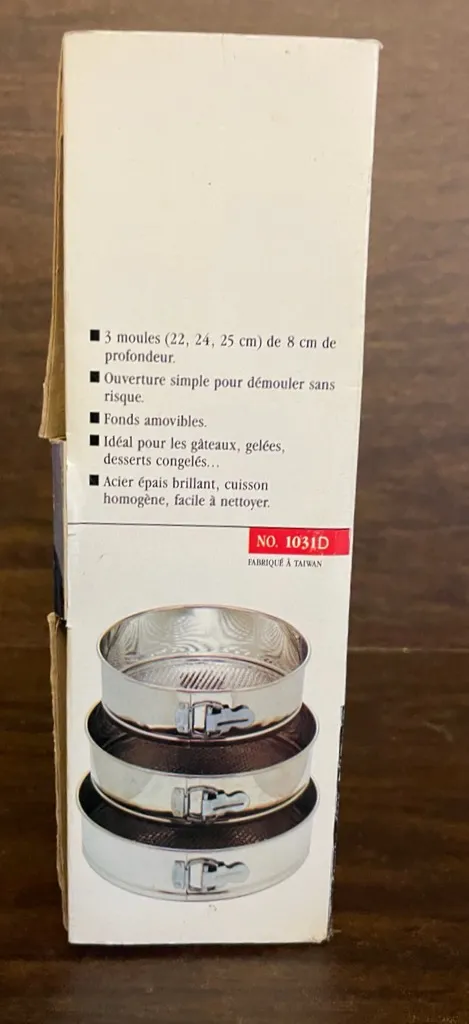 ■ 3 moules (22, 24, 25 cm) de 8 cm de
profondeur.
■ Ouverture simple pour démouler sans
risque.
■ Fonds amovibles.
■ Idéal pour les gâteaux, gelées,
desserts congelés...
■ Acier épais brillant, cuisson
homogène, facile à nettoyer.
NO. 1031D
FABRIQUÉ À TAIWAN